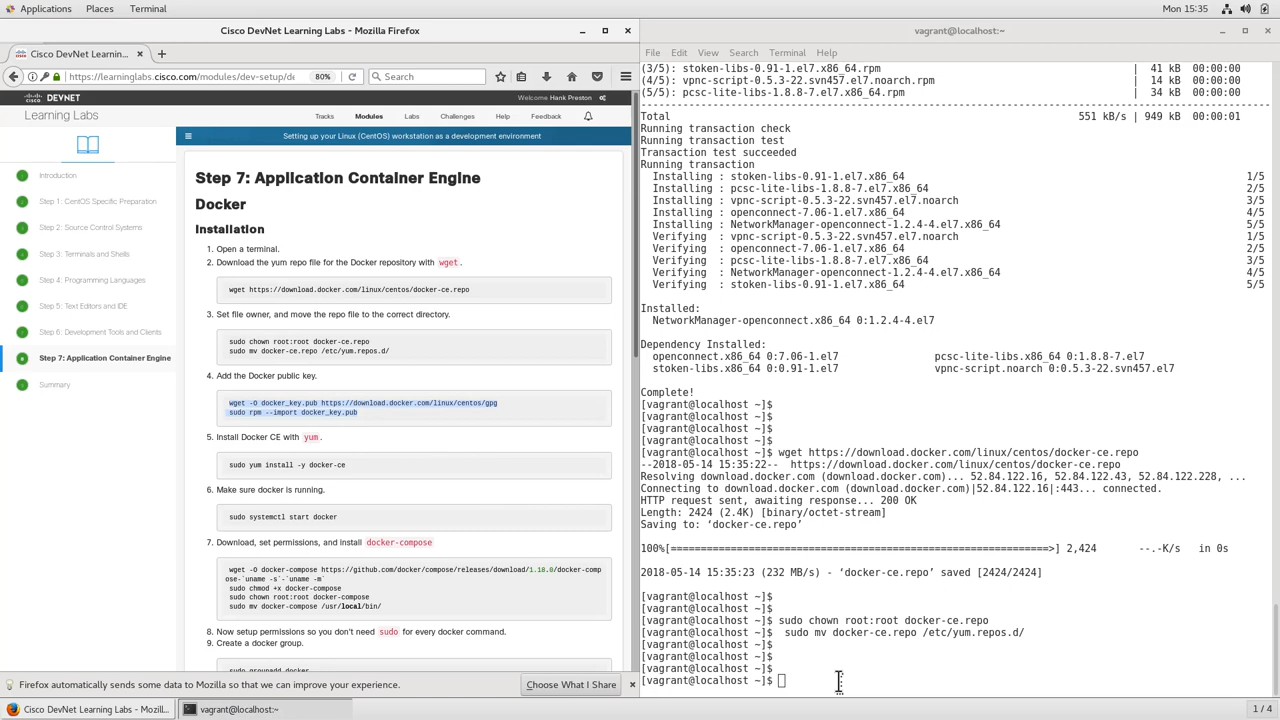 Applications Places Terminal Mon 15:35
Cisco DevNet Learning Labs - Mozilla Firefox
vagrant@localhost:~
Cisco DevNet Learnin...
File Edit View Search Terminal Help
https://learninglabs.cisco.com/modules/dev-setup/de 80% Search
CISCO DEVNET Welcome Hank Preston
Learning Labs Tracks Modules Labs Challenges Help Feedback
Setting up your Linux (CentOS) workstation as a development environment
Introduction
Step 1: CentOS Specific Preparation
Step 2: Source Control Systems
Step 3: Terminals and Shells
Step 4: Programming Languages
Step 5: Text Editors and IDE
Step 6: Development Tools and Clients
Step 7: Application Container Engine
Summary
Step 7: Application Container Engine
Docker
Installation
1. Open a terminal.
2. Download the yum repo file for the Docker repository with wget.
wget https://download.docker.com/linux/centos/docker-ce.repo
3. Set file owner, and move the repo file to the correct directory.
sudo chown root:root docker-ce.repo
sudo mv docker-ce.repo /etc/yum.repos.d/
4. Add the Docker public key.
wget -O docker_key.pub https://download.docker.com/linux/centos/gpg
sudo rpm --import docker_key.pub
5. Install Docker CE with yum.
sudo yum install -y docker-ce
6. Make sure docker is running.
sudo systemctl start docker
7. Download, set permissions, and install docker-compose
wget -O docker-compose https://github.com/docker/compose/releases/download/1.18.0/docker-comp
ose-`uname -s`-`uname -m`
sudo chmod +x docker-compose
sudo chown root:root docker-compose
sudo mv docker-compose /usr/local/bin/
8. Now setup permissions so you don't need sudo for every docker command.
9. Create a docker group.
sudo groupadd docker
Firefox automatically sends some data to Mozilla so that we can improve your experience. Choose What I Share
(3/5): stoken-libs-0.91-1.el7.x86_64.rpm | 41 kB 00:00:00
(4/5): vpnc-script-0.5.3-22.svn457.el7.noarch.rpm | 14 kB 00:00:00
(5/5): pcsc-lite-libs-1.8.8-7.el7.x86_64.rpm | 34 kB 00:00:00
--------------------------------------------------------------------------------
Total 551 kB/s | 949 kB 00:00:01
Running transaction check
Running transaction test
Transaction test succeeded
Running transaction
Installing : stoken-libs-0.91-1.el7.x86_64 1/5
Installing : pcsc-lite-libs-1.8.8-7.el7.x86_64 2/5
Installing : vpnc-script-0.5.3-22.svn457.el7.noarch 3/5
Installing : openconnect-7.06-1.el7.x86_64 4/5
Installing : NetworkManager-openconnect-1.2.4-4.el7.x86_64 5/5
Verifying : vpnc-script-0.5.3-22.svn457.el7.noarch 1/5
Verifying : openconnect-7.06-1.el7.x86_64 2/5
Verifying : pcsc-lite-libs-1.8.8-7.el7.x86_64 3/5
Verifying : NetworkManager-openconnect-1.2.4-4.el7.x86_64 4/5
Verifying : stoken-libs-0.91-1.el7.x86_64 5/5
Installed:
NetworkManager-openconnect.x86_64 0:1.2.4-4.el7
Dependency Installed:
openconnect.x86_64 0:7.06-1.el7 pcsc-lite-libs.x86_64 0:1.8.8-7.el7
stoken-libs.x86_64 0:0.91-1.el7 vpnc-script.noarch 0:0.5.3-22.svn457.el7
Complete!
[vagrant@localhost ~]$
[vagrant@localhost ~]$
[vagrant@localhost ~]$
[vagrant@localhost ~]$
[vagrant@localhost ~]$ wget https://download.docker.com/linux/centos/docker-ce.repo
--2018-05-14 15:35:22-- https://download.docker.com/linux/centos/docker-ce.repo
Resolving download.docker.com (download.docker.com)... 52.84.122.16, 52.84.122.43, 52.84.122.228, ...
Connecting to download.docker.com (download.docker.com)|52.84.122.16|:443... connected.
HTTP request sent, awaiting response... 200 OK
Length: 2424 (2.4K) [binary/octet-stream]
Saving to: ‘docker-ce.repo’
100%[===============================================================>] 2,424 --.-K/s in 0s
2018-05-14 15:35:23 (232 MB/s) - ‘docker-ce.repo’ saved [2424/2424]
[vagrant@localhost ~]$
[vagrant@localhost ~]$
[vagrant@localhost ~]$ sudo chown root:root docker-ce.repo
[vagrant@localhost ~]$ sudo mv docker-ce.repo /etc/yum.repos.d/
[vagrant@localhost ~]$
[vagrant@localhost ~]$
[vagrant@localhost ~]$
[vagrant@localhost ~]$
Cisco DevNet Learning Labs - Mozill... vagrant@localhost:~ 1 / 4